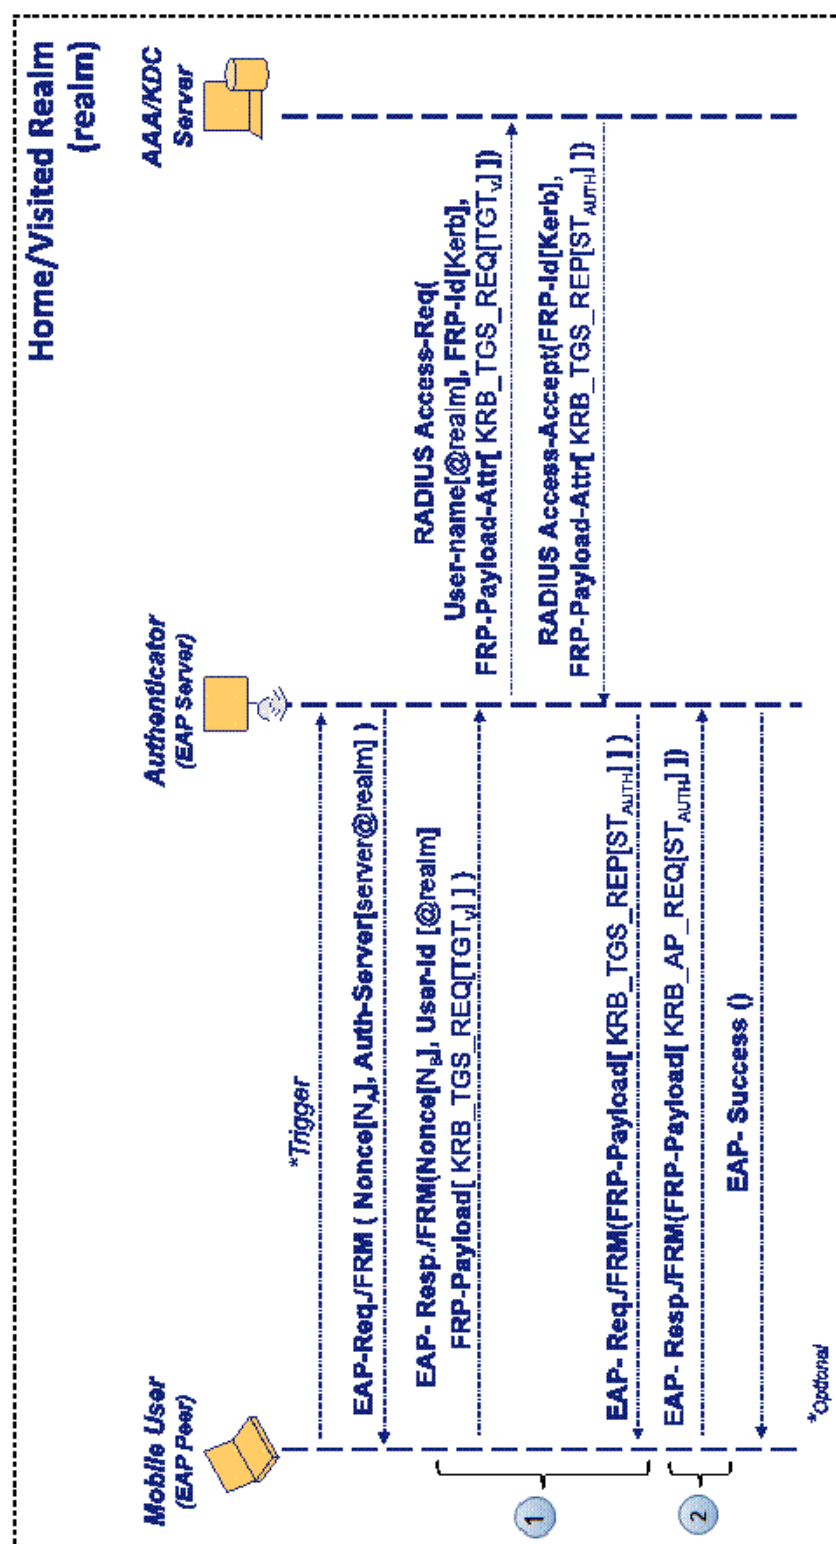 Home/Visited Realm
(realm)
Mobile User
(EAP Peer)
Authenticator
(EAP Server)
AAA/KDC
Server
*Trigger
EAP-Req./FRM ( Nonce[N_A], Auth-Server[server@realm] )
EAP- Resp./FRM(Nonce[N_B], User-Id [@realm]
FRP-Payload[ KRB_TGS_REQ[TGT_V] ] )
RADIUS Access-Req(
User-name[@realm], FRP-Id[Kerb],
FRP-Payload-Attr[ KRB_TGS_REQ[TGT_V] ])
RADIUS Access-Accept(FRP-Id[Kerb],
FRP-Payload-Attr[ KRB_TGS_REP[ST_AUTH] ])
EAP- Req./FRM(FRP-Payload[ KRB_TGS_REP[ST_AUTH] ] )
EAP- Resp./FRM(FRP-Payload[ KRB_AP_REQ[ST_AUTH] ])
EAP- Success ()
1
2
*Optional